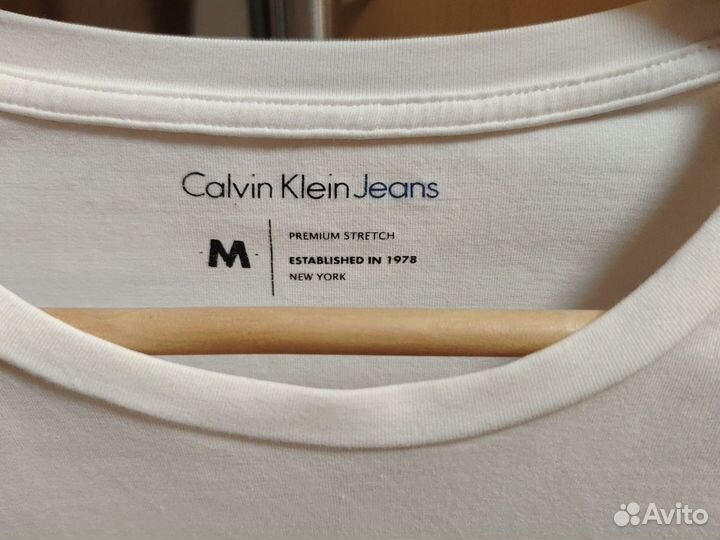 Calvin Klein Jeans
M
PREMIUM STRETCH
ESTABLISHED IN 1978
NEW YORK
Avito